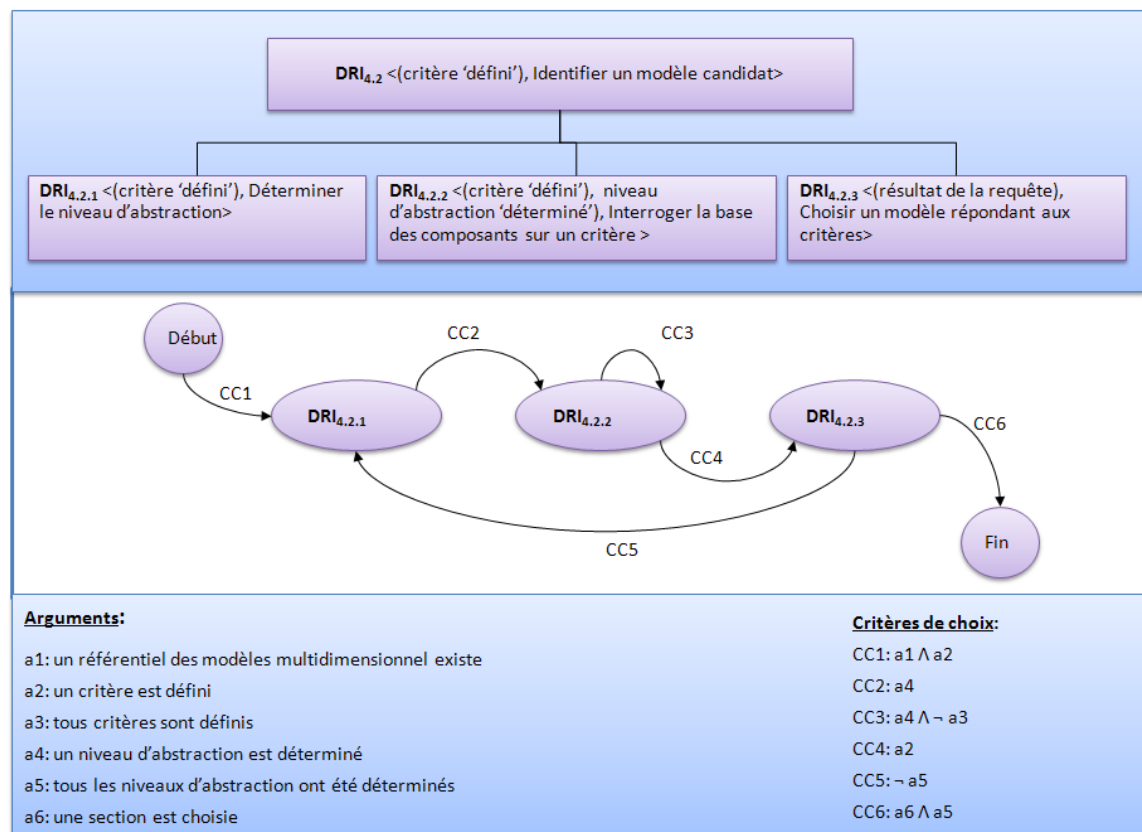 DRI4.2 <(critère ‘défini’), Identifier un modèle candidat>
DRI4.2.1 <(critère ‘défini’), Déterminer
le niveau d’abstraction>
DRI4.2.2 <(critère ‘défini’), niveau
d’abstraction ‘déterminé’), Interroger la base
des composants sur un critère >
DRI4.2.3 <(résultat de la requête),
Choisir un modèle répondant aux
critères>
Début
CC1
CC2
CC3
DRI4.2.1
DRI4.2.2
DRI4.2.3
CC4
CC6
CC5
Fin
Arguments:
a1: un référentiel des modèles multidimensionnel existe
a2: un critère est défini
a3: tous critères sont définis
a4: un niveau d’abstraction est déterminé
a5: tous les niveaux d’abstraction ont été déterminés
a6: une section est choisie
Critères de choix:
CC1: a1 Λ a2
CC2: a4
CC3: a4 Λ ¬ a3
CC4: a2
CC5: ¬ a5
CC6: a6 Λ a5